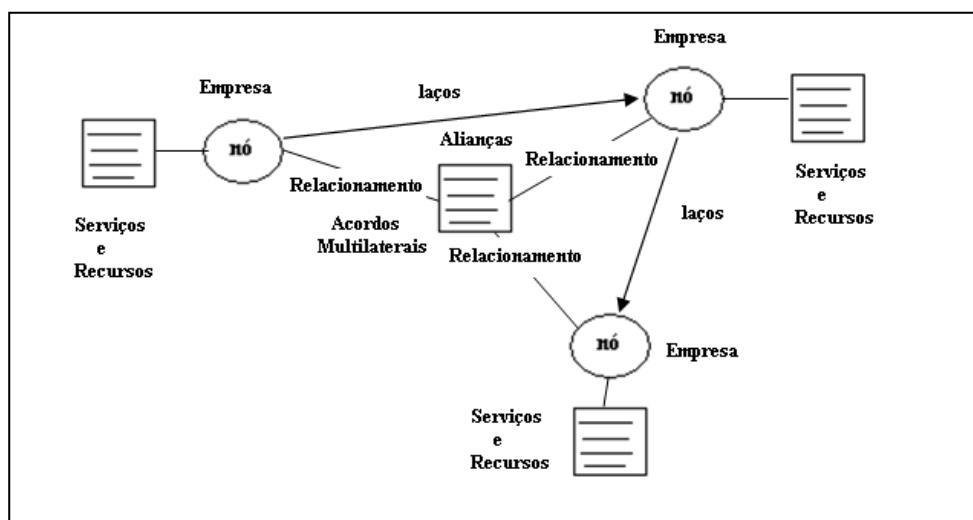 Empresa
nó
Serviços
e
Recursos
Empresa
nó
Serviços
e
Recursos
laços
Alianças
Relacionamento
Relacionamento
Acordos
Multilaterais
Relacionamento
laços
nó
Empresa
Serviços
e
Recursos